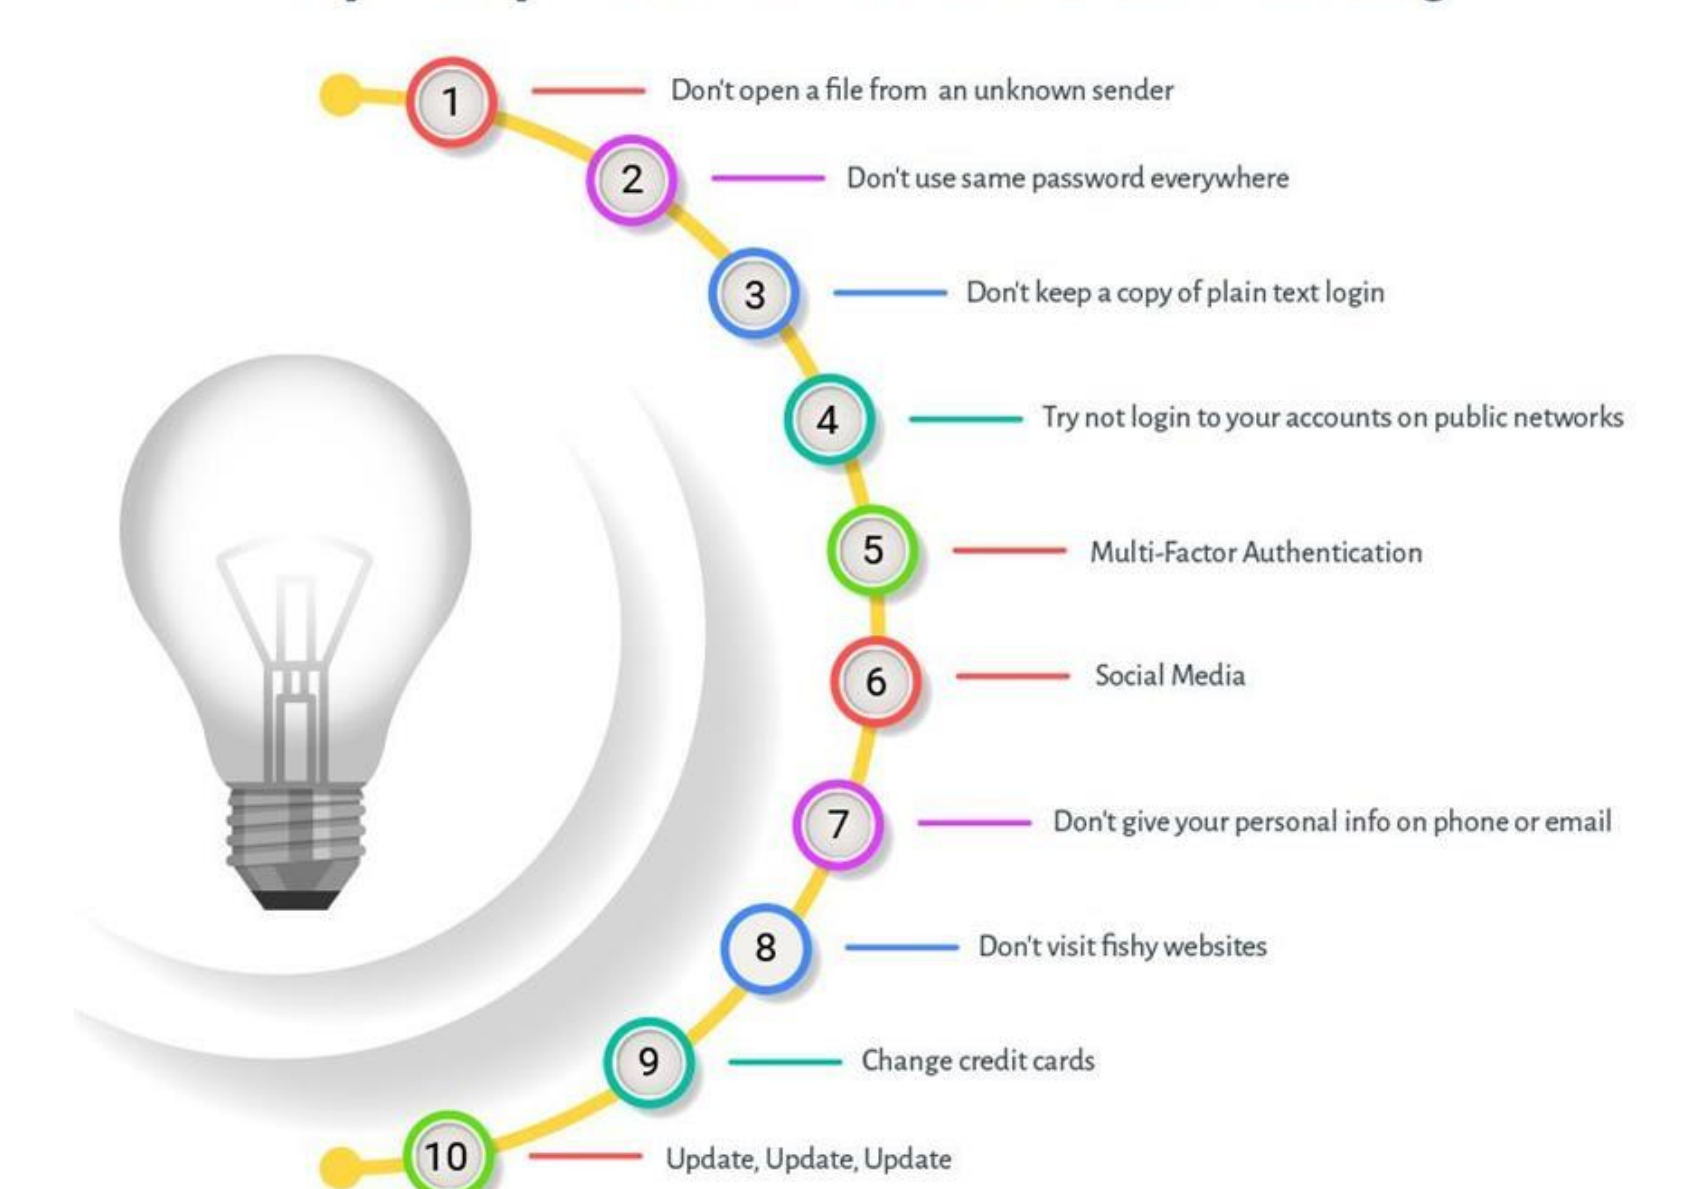 1 Don't open a file from an unknown sender
2 Don't use same password everywhere
3 Don't keep a copy of plain text login
4 Try not login to your accounts on public networks
5 Multi-Factor Authentication
6 Social Media
7 Don't give your personal info on phone or email
8 Don't visit fishy websites
9 Change credit cards
10 Update, Update, Update